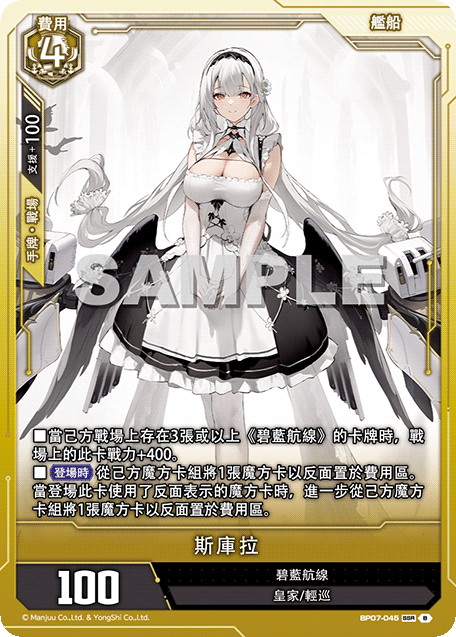 費用
4
艦船
支援+100
手牌・戰場
SAMPLE
■當己方戰場上存在3張或以上《碧藍航線》的卡牌時，戰
場上的此卡戰力+400。
■登場時 從己方魔方卡組將1張魔方卡以反面置於費用區。
當登場此卡使用了反面表示的魔方卡時，進一步從己方魔方
卡組將1張魔方卡以反面置於費用區。
斯庫拉
100
碧藍航線
皇家/輕巡
© Manjuu Co.,Ltd. & YongShi Co.,Ltd.
BP07-045 SSR B